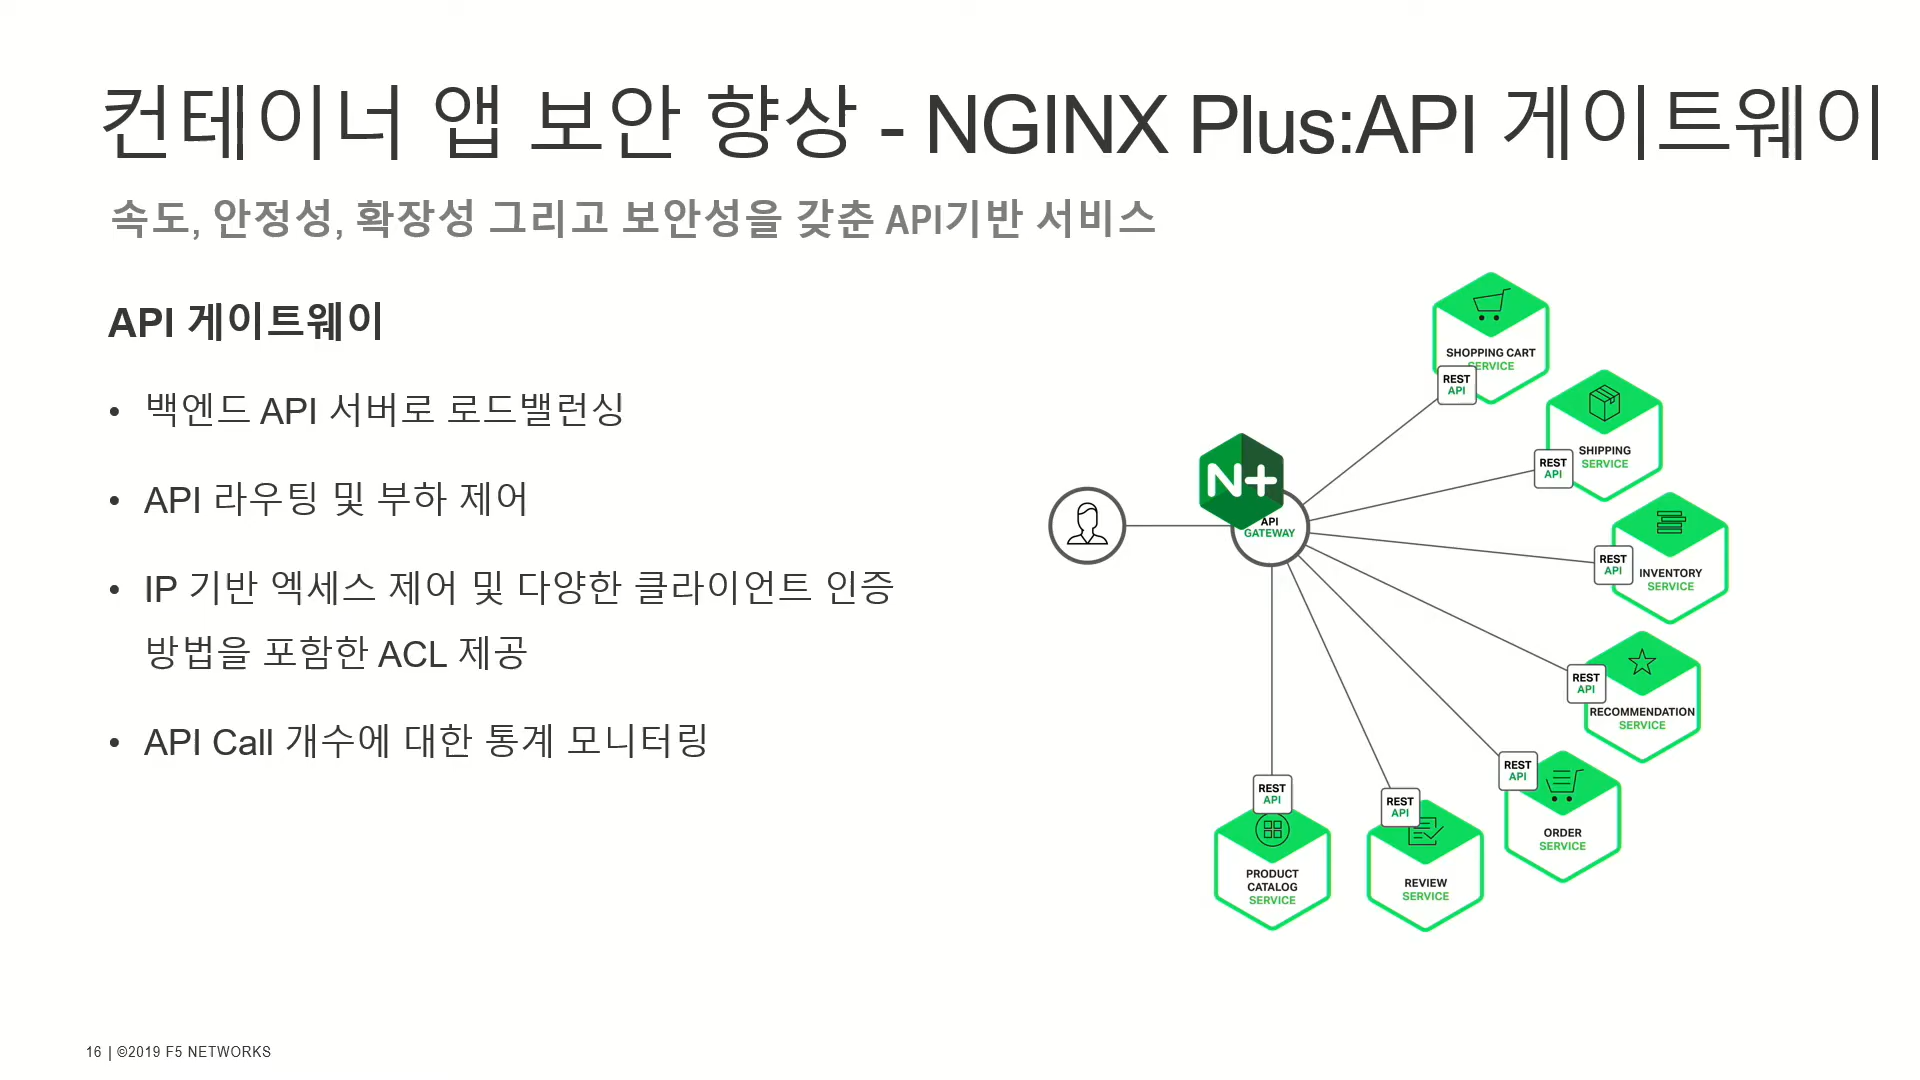 컨테이너 앱 보안 향상 - NGINX Plus:API 게이트웨이
속도, 안정성, 확장성 그리고 보안성을 갖춘 API기반 서비스
API 게이트웨이
• 백엔드 API 서버로 로드밸런싱
• API 라우팅 및 부하 제어
• IP 기반 엑세스 제어 및 다양한 클라이언트 인증
방법을 포함한 ACL 제공
• API Call 개수에 대한 통계 모니터링
N+
API
GATEWAY
SHOPPING CART
SERVICE
REST
API
SHIPPING
SERVICE
REST
API
INVENTORY
SERVICE
REST
API
RECOMMENDATION
SERVICE
REST
API
ORDER
SERVICE
REST
API
REVIEW
SERVICE
REST
API
PRODUCT
CATALOG
SERVICE
REST
API
16 | ©2019 F5 NETWORKS